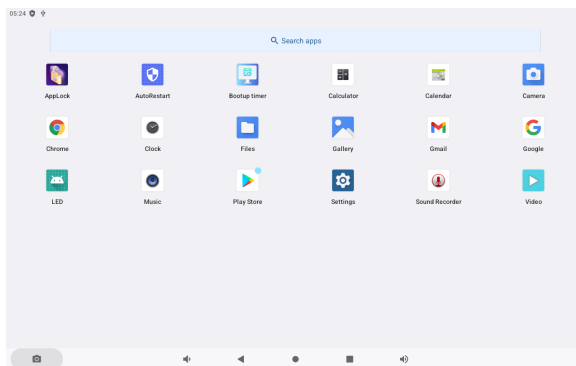 05:24
Search apps
AppLock AutoRestart Bootup timer Calculator Calendar Camera
Chrome Clock Files Gallery Gmail Google
LED Music Play Store Settings Sound Recorder Video